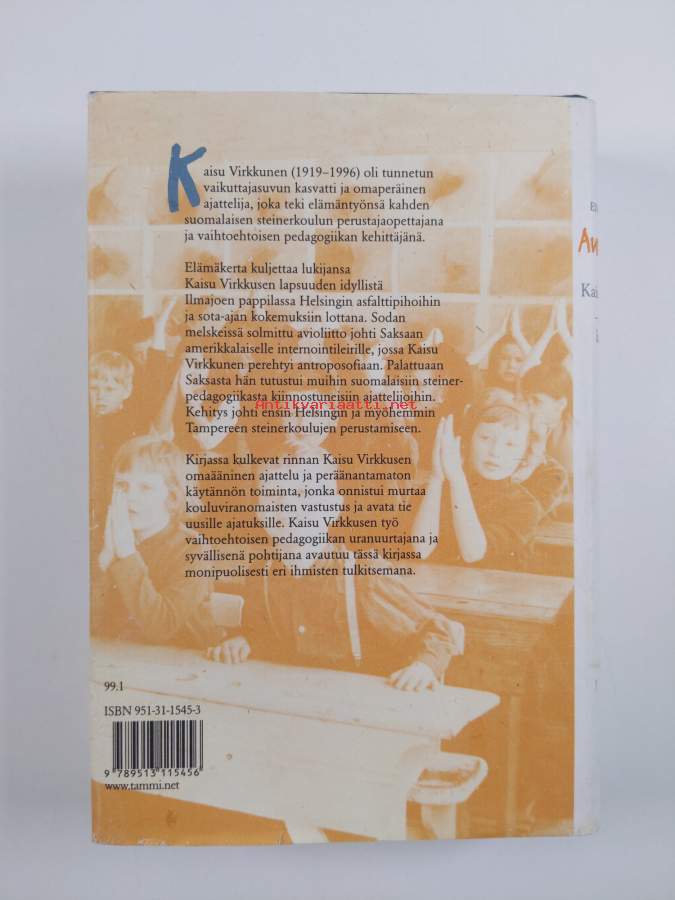 Kaisu Virkkunen (1919–1996) oli tunnetun
vaikuttajasuvun kasvatti ja omaperäinen
ajattelija, joka teki elämäntyönsä kahden
suomalaisen steinerkoulun perustajaopettajana
ja vaihtoehtoisen pedagogiikan kehittäjänä.
Elämäkerta kuljettaa lukijansa
Kaisu Virkkusen lapsuuden idyllistä
Ilmajoen pappilassa Helsingin asfalttipihoihin
ja sota-ajan kokemuksiin lottana. Sodan
melskeissä solmittu avioliitto johti Saksaan
amerikkalaiselle internointileirille, jossa Kaisu
Virkkunen perehtyi antroposofiaan. Palattuaan
Saksasta hän tutustui muihin suomalaisiin steiner-
pedagogiikasta kiinnostuneisiin ajattelijoihin.
Kehitys johti ensin Helsingin ja myöhemmin
Tampereen steinerkoulujen perustamiseen.
Antikvariaatti.net
Kirjassa kulkevat rinnan Kaisu Virkkusen
omaääninen ajattelu ja peräänantamaton
käytännön toiminta, jonka onnistui murtaa
kouluviranomaisten vastustus ja avata tie
uusille ajatuksille. Kaisu Virkkusen työ
vaihtoehtoisen pedagogiikan uranuurtajana ja
syvällisenä pohtijana avautuu tässä kirjassa
monipuolisesti eri ihmisten tulkitsemana.
99.1
ISBN 951-31-1545-3
9 789513 115456
www.tammi.net
Kai